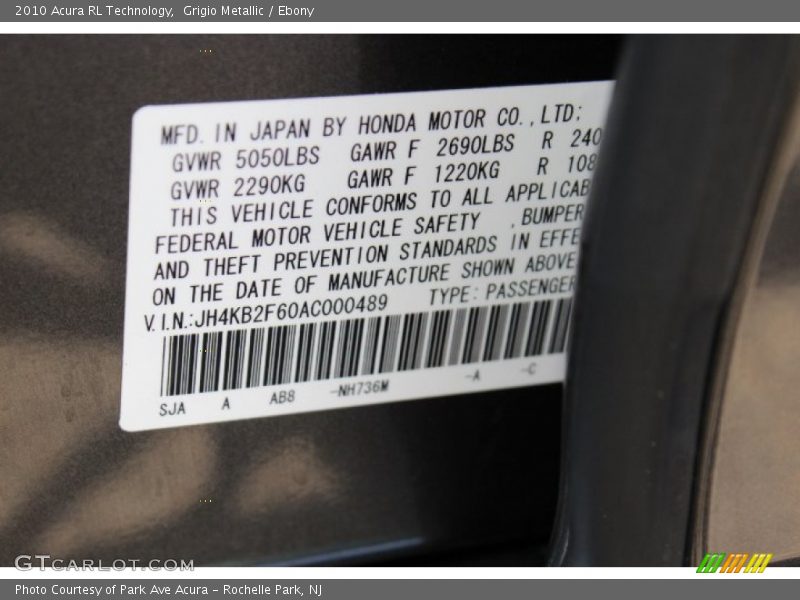 2010 Acura RL Technology,  Grigio Metallic / Ebony
MFD. IN JAPAN BY HONDA MOTOR CO., LTD:
GVWR 5050LBS GAWR F 2690LBS R 240
GVWR 2290KG GAWR F 1220KG R 108
THIS VEHICLE CONFORMS TO ALL APPLICAB
FEDERAL MOTOR VEHICLE SAFETY , BUMPER
AND THEFT PREVENTION STANDARDS IN EFFE
ON THE DATE OF MANUFACTURE SHOWN ABOVE
V.I.N.:JH4KB2F60AC000489 TYPE: PASSENGER
SJA A AB8 -NH736M -A -C
GTCARLOT.COM
Photo Courtesy of Park Ave Acura – Rochelle Park, NJ